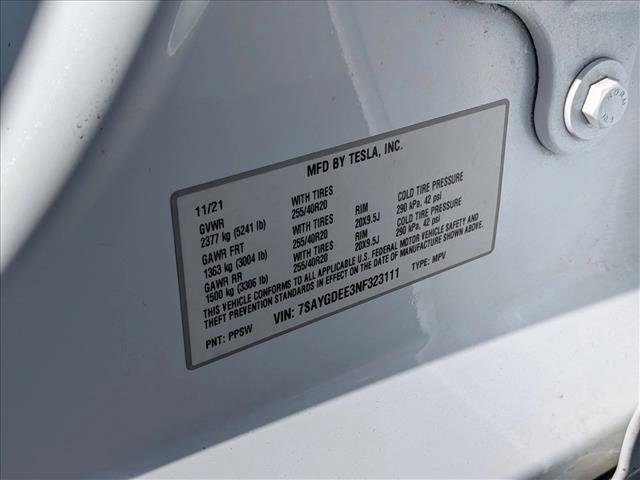 MFD BY TESLA, INC.
11/21
GVWR WITH TIRES COLD TIRE PRESSURE
2377 kg (5241 lb) 255/40R20 RIM 290 kPa, 42 psi
GAWR FRT WITH TIRES 20X9.5J COLD TIRE PRESSURE
1363 kg (3004 lb) 255/40R20 RIM 290 kPa, 42 psi
GAWR RR WITH TIRES 20X9.5J
1500 kg (3306 lb) 255/40R20
THIS VEHICLE CONFORMS TO ALL APPLICABLE U.S. FEDERAL MOTOR VEHICLE SAFETY AND
THEFT PREVENTION STANDARDS IN EFFECT ON THE DATE OF MANUFACTURE SHOWN ABOVE.
VIN: 7SAYGDEE3NF323111 TYPE: MPV
PNT: PPSW